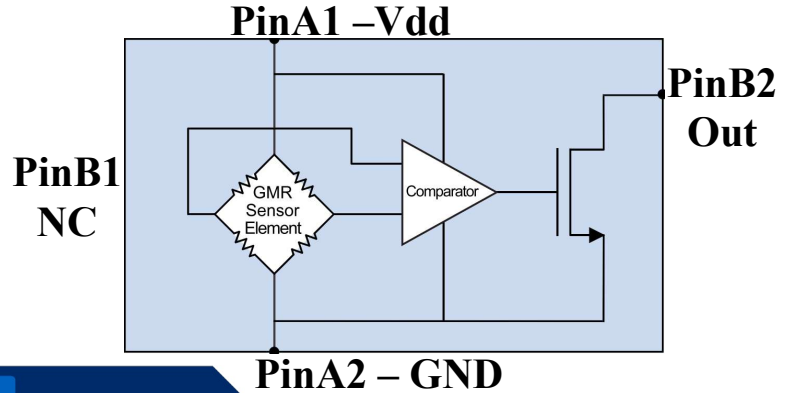 PinA1 –Vdd
PinB2
Out
PinB1
NC
GMR
Sensor
Element
Comparator
PinA2 – GND